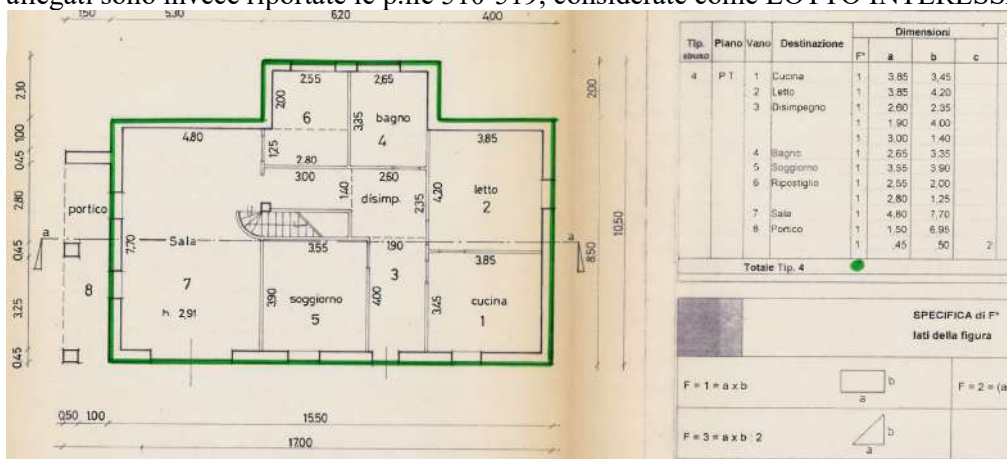 allegati sono invece riportate le p.lle 510-519, considerate come LOTTO INTERESS
150 530 620 400
2,55 2,65
2,10 2,00 6 3,35 bagno 4 200
4,80 3,85
1,00 1,25
0,45 2.80
3.00 2,60 letto
2,80 140 disimp. 4,20 2 10,50
portico 2,35
a Sala 3,55 1,90 a
0,45 7,70 3,85 8,50
8 7 3,90 soggiorno 4,00 3 cucina
3,25 h. 2,91 5 3,45 1
0,45
0,50 1.00 15.50
17.00
Tip. abuso Piano Vano Destinazione Dimensioni
F* a b c
4 P T 1 Cucina 1 3,85 3,45
2 Letto 1 3,85 4,20
3 Disimpegno 1 2,60 2,35
1 1,90 4,00
1 3,00 1,40
4 Bagno 1 2,65 3,35
5 Soggiorno 1 3,55 3,90
6 Ripostiglio 1 2,55 2,00
1 2,80 1,25
7 Sala 1 4,80 7,70
8 Portico 1 1,50 6,95
1 ,45 ,50 2
Totale Tip. 4
SPECIFICA di F*
lati della figura
F = 1 = a x b
a b
F = 2 = (a
F = 3 = a x b : 2
a b